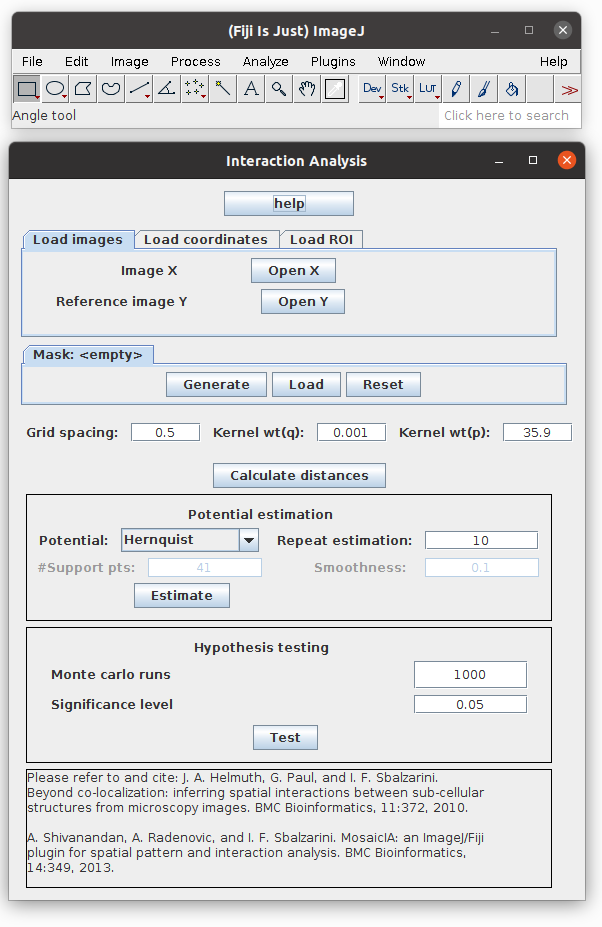 (Fiji Is Just) ImageJ
File Edit Image Process Analyze Plugins Window Help
A Dev Stk LUT >>
Angle tool Click here to search
Interaction Analysis
help
Load images Load coordinates Load ROI
Image X Open X
Reference image Y Open Y
Mask: <empty>
Generate Load Reset
Grid spacing: 0.5 Kernel wt(q): 0.001 Kernel wt(p): 35.9
Calculate distances
Potential estimation
Potential: Hernquist Repeat estimation: 10
#Support pts: 41 Smoothness: 0.1
Estimate
Hypothesis testing
Monte carlo runs 1000
Significance level 0.05
Test
Please refer to and cite: J. A. Helmuth, G. Paul, and I. F. Sbalzarini.
Beyond co-localization: inferring spatial interactions between sub-cellular
structures from microscopy images. BMC Bioinformatics, 11:372, 2010.
A. Shivanandan, A. Radenovic, and I. F. Sbalzarini. MosaicIA: an ImageJ/Fiji
plugin for spatial pattern and interaction analysis. BMC Bioinformatics,
14:349, 2013.